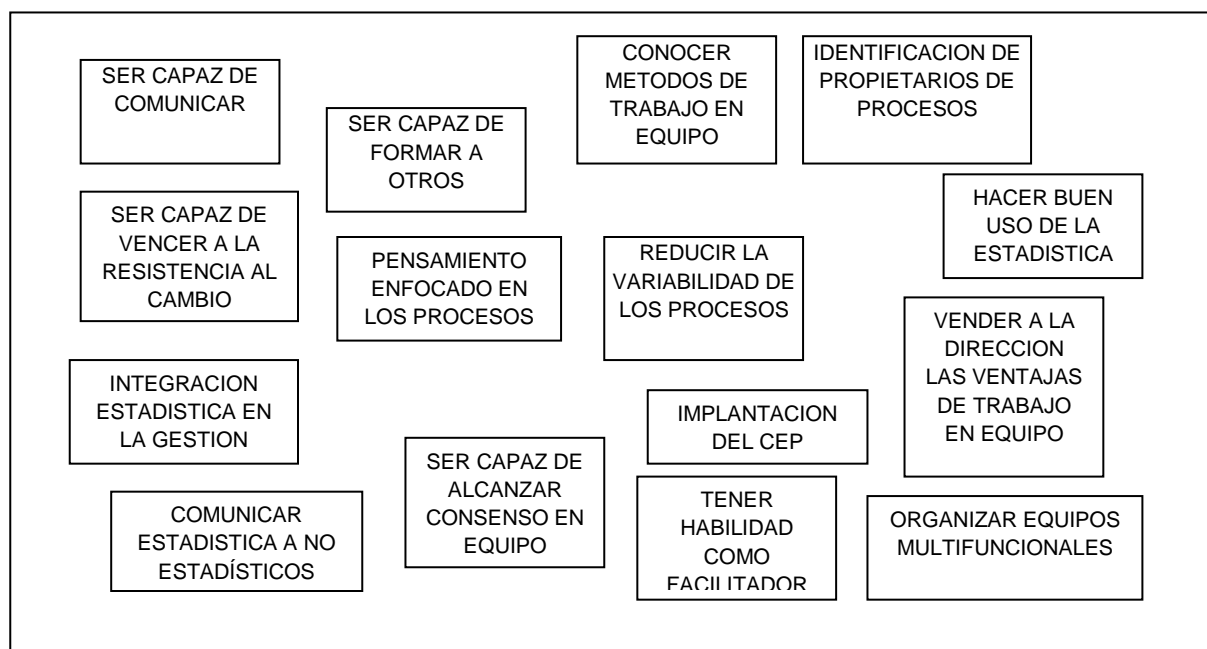 SER CAPAZ DE
COMUNICAR
SER CAPAZ DE
FORMAR A
OTROS
CONOCER
METODOS DE
TRABAJO EN
EQUIPO
IDENTIFICACION DE
PROPIETARIOS DE
PROCESOS
SER CAPAZ DE
VENCER A LA
RESISTENCIA AL
CAMBIO
PENSAMIENTO
ENFOCADO EN
LOS PROCESOS
REDUCIR LA
VARIABILIDAD DE
LOS PROCESOS
HACER BUEN
USO DE LA
ESTADISTICA
VENDER A LA
DIRECCION
LAS VENTAJAS
DE TRABAJO
EN EQUIPO
INTEGRACION
ESTADISTICA EN
LA GESTION
IMPLANTACION
DEL CEP
SER CAPAZ DE
ALCANZAR
CONSENSO EN
EQUIPO
COMUNICAR
ESTADISTICA A NO
ESTADÍSTICOS
TENER
HABILIDAD
COMO
FACILITADOR
ORGANIZAR EQUIPOS
MULTIFUNCIONALES